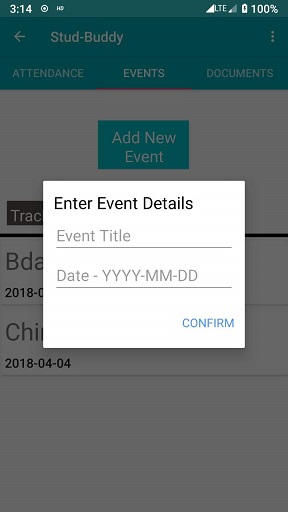 3:14 HD LTE 100%
Stud-Buddy
ATTENDANCE EVENTS DOCUMENTS
Add New
Event
Trac
Enter Event Details
Event Title
Bda
Date - YYYY-MM-DD
2018-0
CONFIRM
Chi
2018-04-04